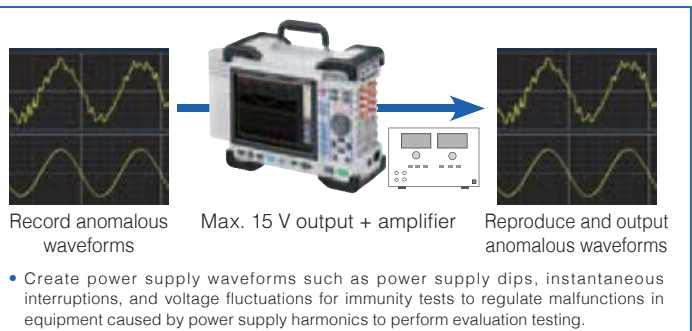 Record anomalous
waveforms
Max. 15 V output + amplifier
Reproduce and output
anomalous waveforms
• Create power supply waveforms such as power supply dips, instantaneous
interruptions, and voltage fluctuations for immunity tests to regulate malfunctions in
equipment caused by power supply harmonics to perform evaluation testing.